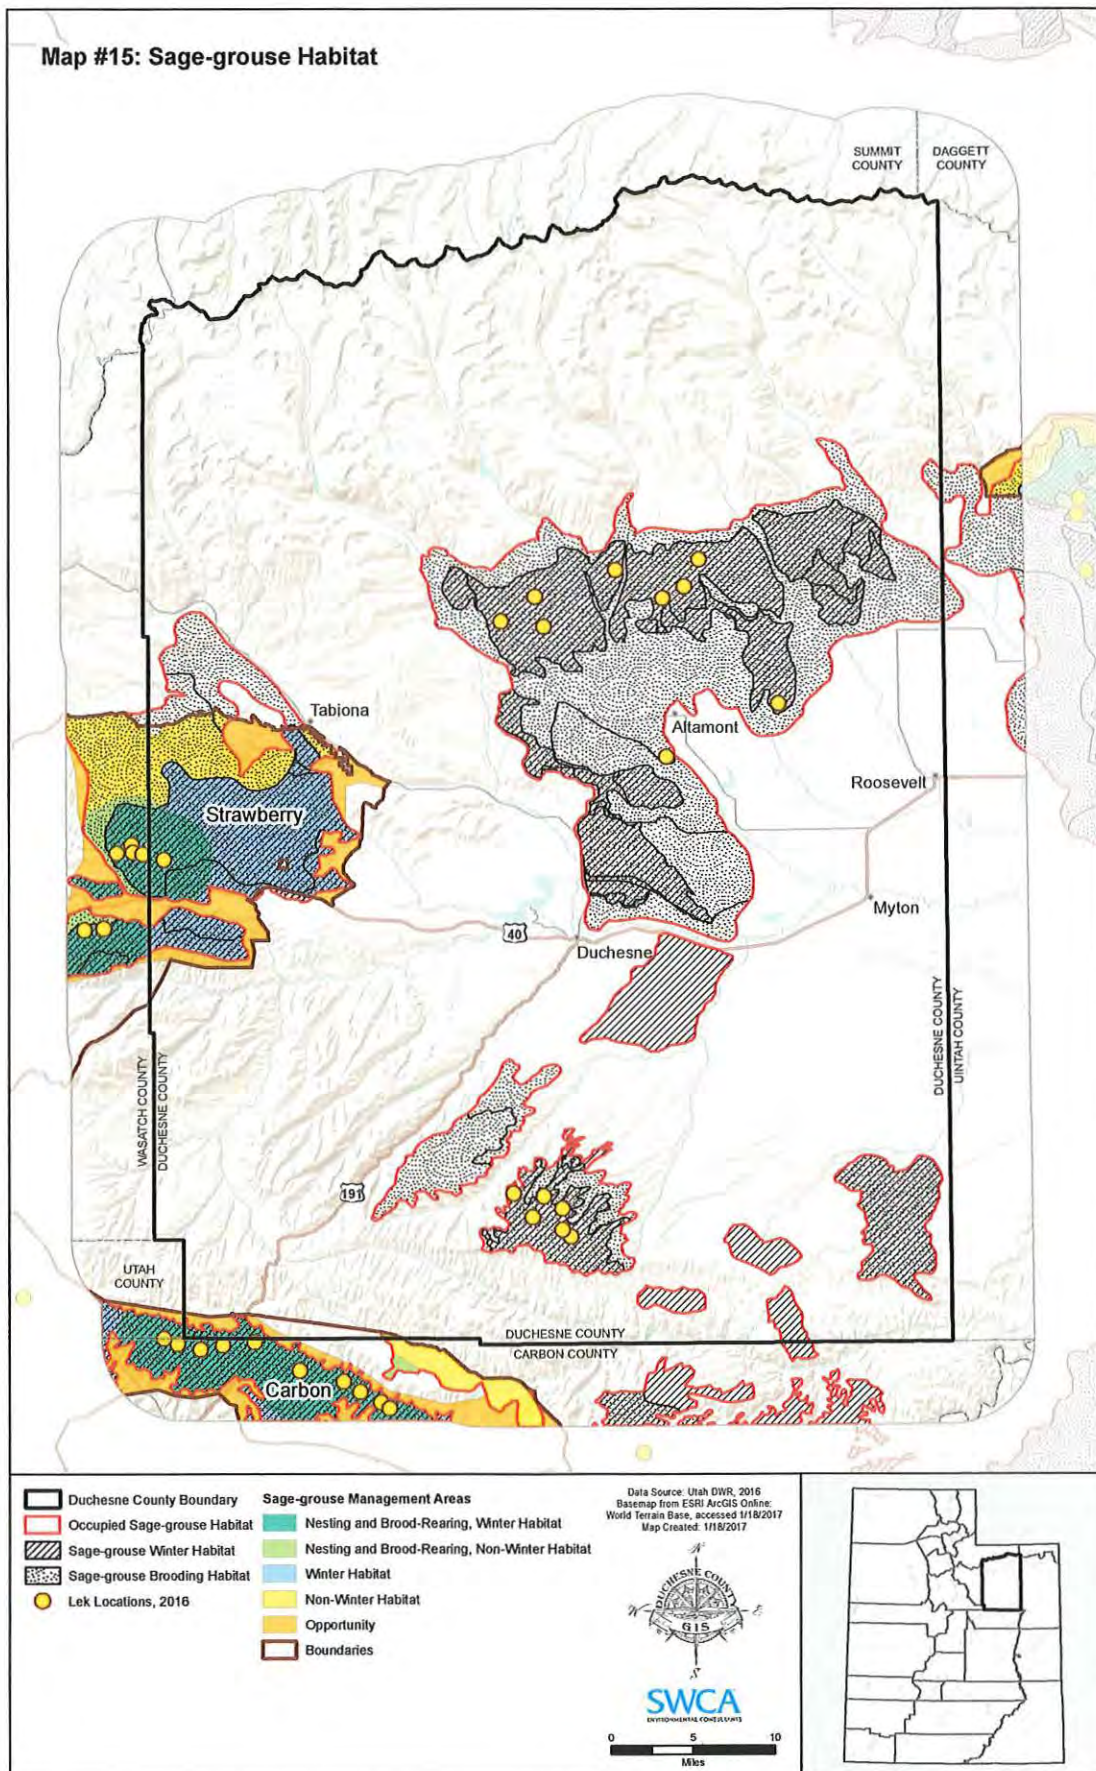 Map #15: Sage-grouse Habitat
SUMMIT COUNTY
DAGGETT COUNTY
Tabiona
Altamont
Strawberry
Roosevelt
Myton
40
Duchesne
DUCHESNE COUNTY
UINTAH COUNTY
WASATCH COUNTY
DUCHESNE COUNTY
191
UTAH COUNTY
DUCHESNE COUNTY
CARBON COUNTY
Carbon
Duchesne County Boundary
Occupied Sage-grouse Habitat
Sage-grouse Winter Habitat
Sage-grouse Brooding Habitat
Lek Locations, 2016
Sage-grouse Management Areas
Nesting and Brood-Rearing, Winter Habitat
Nesting and Brood-Rearing, Non-Winter Habitat
Winter Habitat
Non-Winter Habitat
Opportunity
Boundaries
Data Source: Utah DWR, 2016
Basemap from ESRI ArcGIS Online:
World Terrain Base, accessed 1/18/2017
Map Created: 1/18/2017
N
DUCHESNE COUNTY
W
E
GIS
S
SWCA
ENVIRONMENTAL CONSULTANTS
0 5 10
Miles